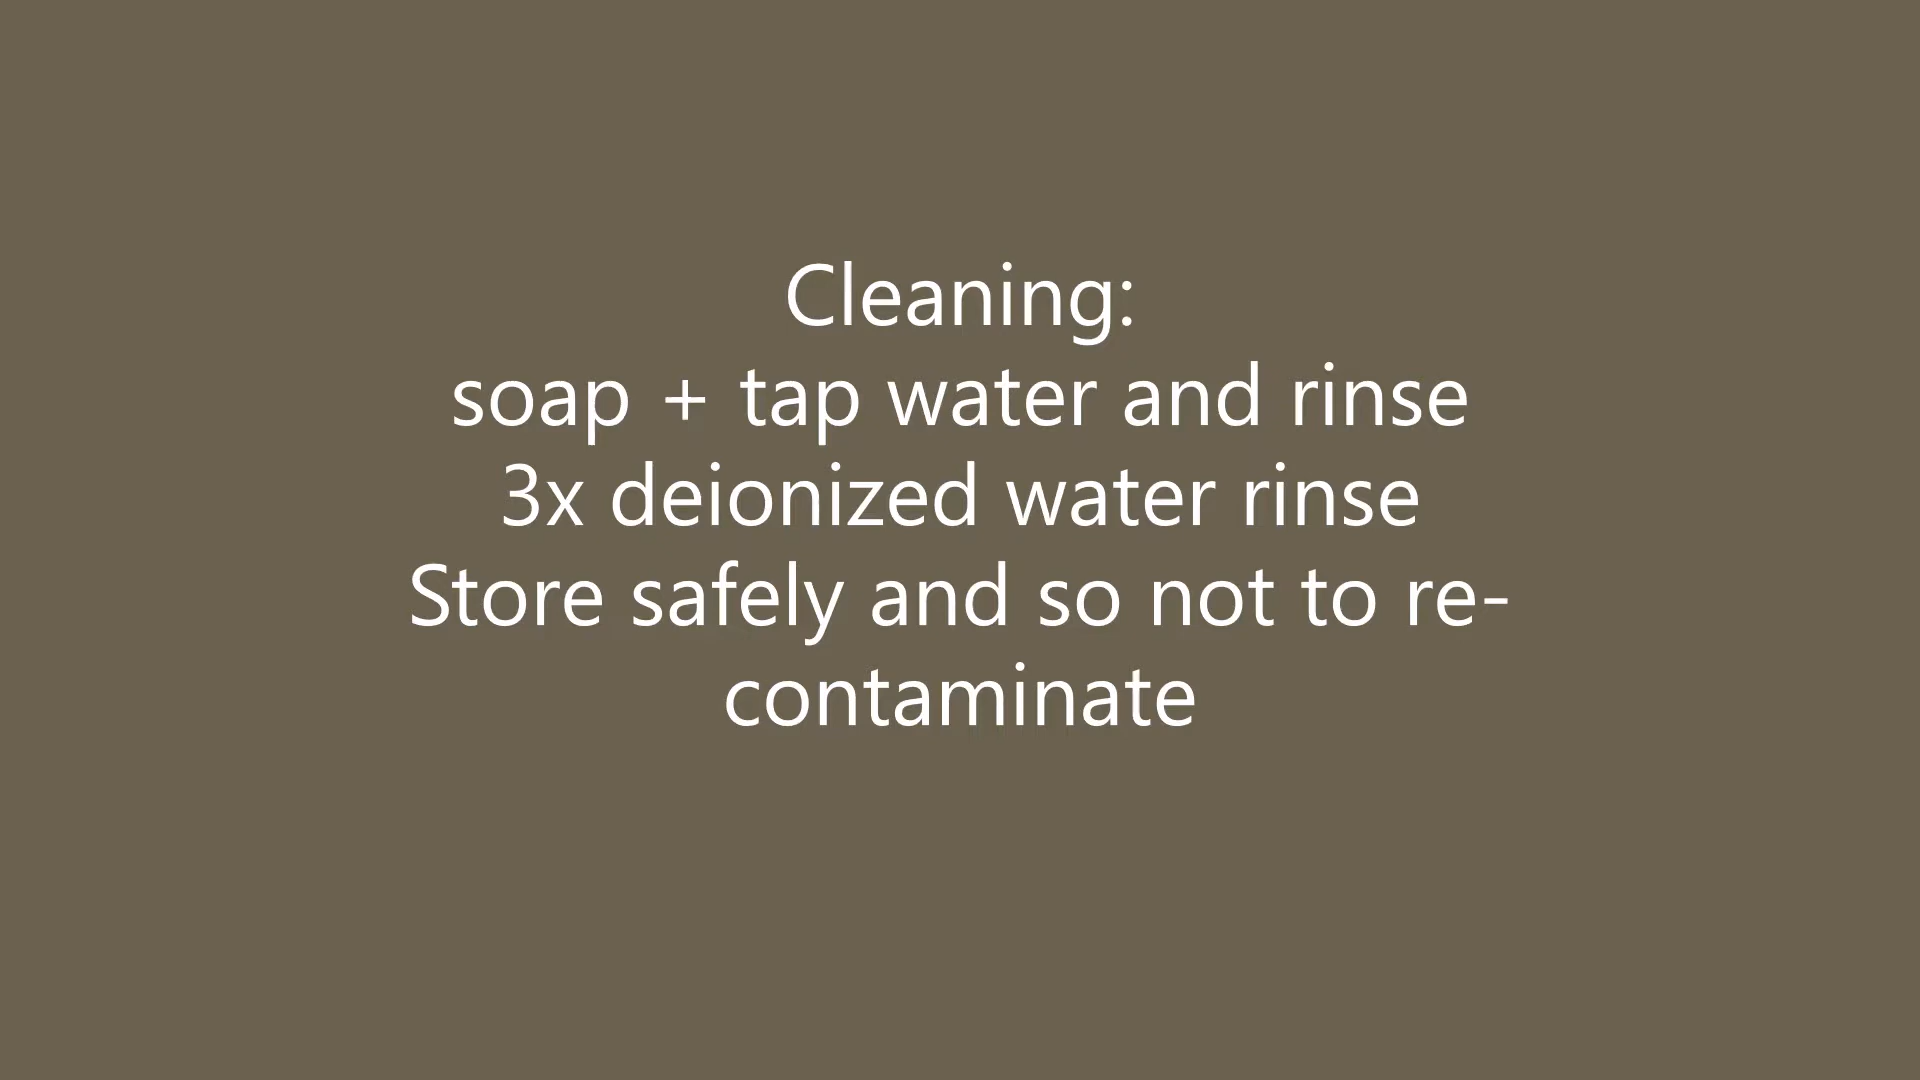 Cleaning:
soap + tap water and rinse
3x deionized water rinse
Store safely and so not to re-
contaminate